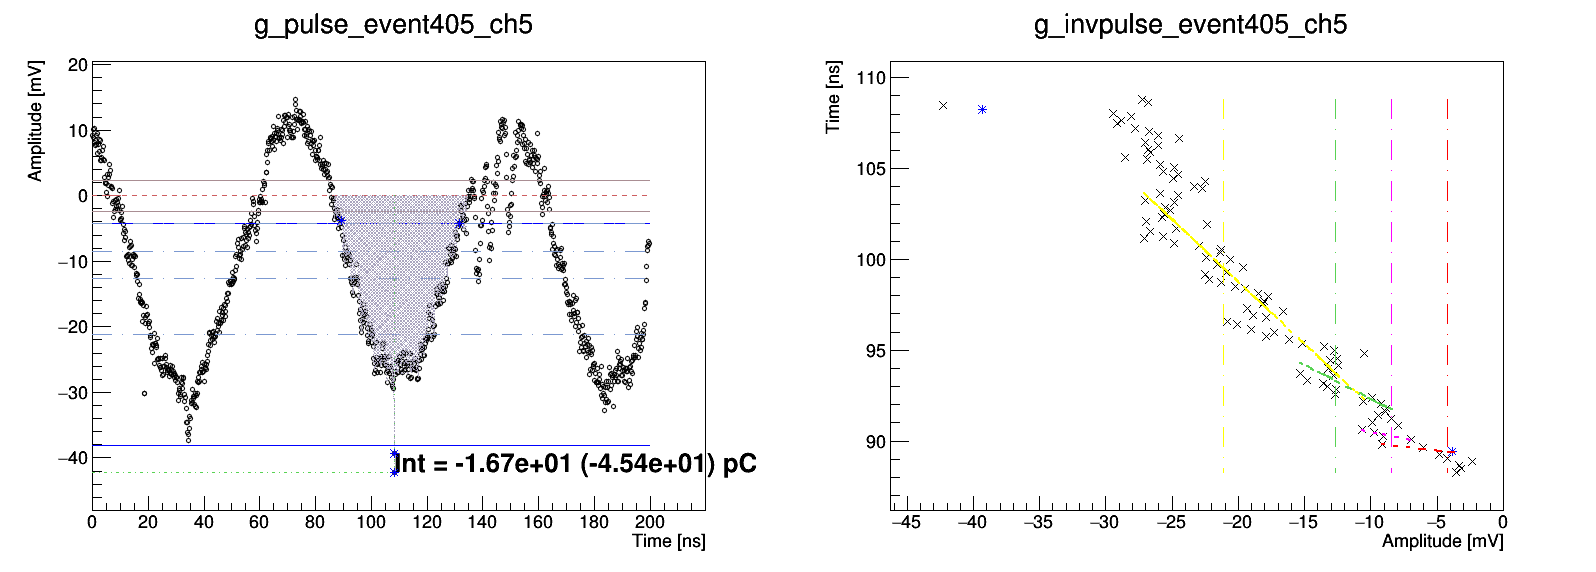 g_pulse_event405_ch5
Amplitude [mV]
20
10
0
−10
−20
−30
−40
0 20 40 60 80 100 120 140 160 180 200
Time [ns]
Int = -1.67e+01 (-4.54e+01) pC
g_invpulse_event405_ch5
Time [ns]
110
105
100
95
90
−45 −40 −35 −30 −25 −20 −15 −10 −5 0
Amplitude [mV]